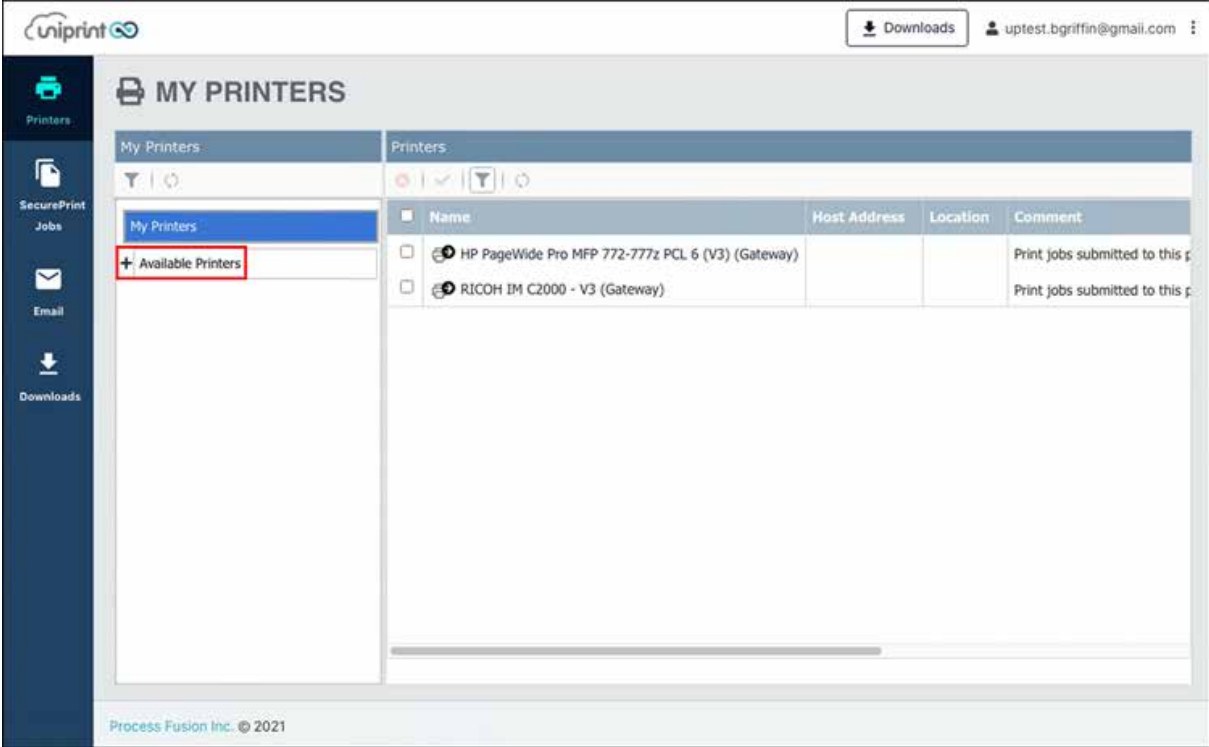 uniprint
Downloads
uptest.bgriffin@gmail.com
Printers
MY PRINTERS
My Printers
Printers
SecurePrint
Jobs
My Printers
Name Host Address Location Comment
+ Available Printers
HP PageWide Pro MFP 772-777z PCL 6 (V3) (Gateway) Print jobs submitted to this p
RICOH IM C2000 - V3 (Gateway) Print jobs submitted to this p
Email
Downloads
Process Fusion Inc. © 2021